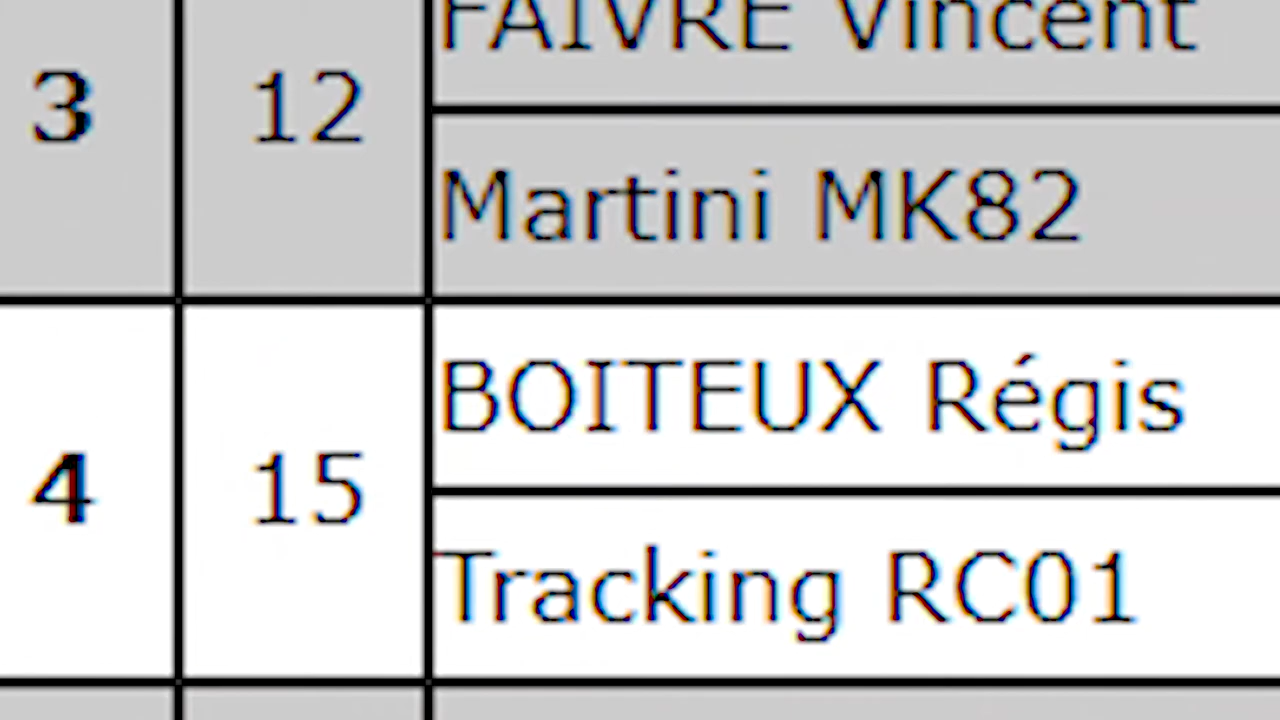 FAIVRE Vincent
3 12
Martini MK82
BOITEUX Régis
4 15
Tracking RC01